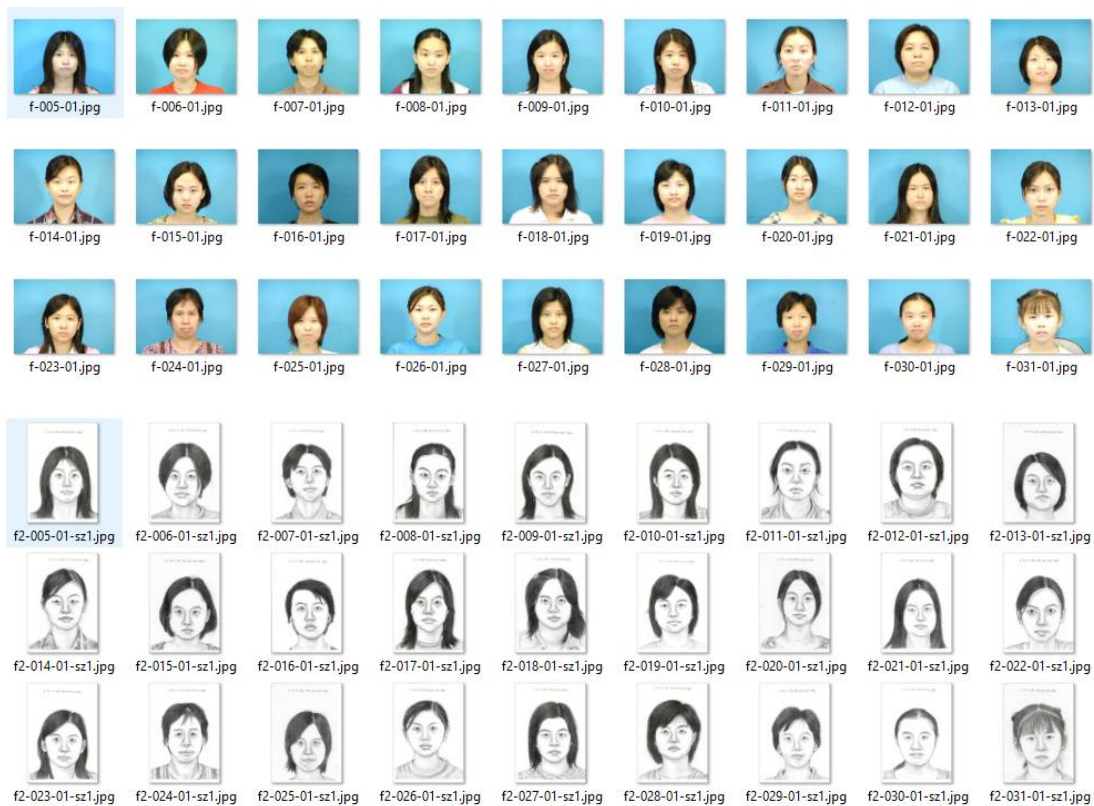 f-005-01.jpg f-006-01.jpg f-007-01.jpg f-008-01.jpg f-009-01.jpg f-010-01.jpg f-011-01.jpg f-012-01.jpg f-013-01.jpg
f-014-01.jpg f-015-01.jpg f-016-01.jpg f-017-01.jpg f-018-01.jpg f-019-01.jpg f-020-01.jpg f-021-01.jpg f-022-01.jpg
f-023-01.jpg f-024-01.jpg f-025-01.jpg f-026-01.jpg f-027-01.jpg f-028-01.jpg f-029-01.jpg f-030-01.jpg f-031-01.jpg
f2-005-01-sz1.jpg f2-006-01-sz1.jpg f2-007-01-sz1.jpg f2-008-01-sz1.jpg f2-009-01-sz1.jpg f2-010-01-sz1.jpg f2-011-01-sz1.jpg f2-012-01-sz1.jpg f2-013-01-sz1.jpg
f2-014-01-sz1.jpg f2-015-01-sz1.jpg f2-016-01-sz1.jpg f2-017-01-sz1.jpg f2-018-01-sz1.jpg f2-019-01-sz1.jpg f2-020-01-sz1.jpg f2-021-01-sz1.jpg f2-022-01-sz1.jpg
f2-023-01-sz1.jpg f2-024-01-sz1.jpg f2-025-01-sz1.jpg f2-026-01-sz1.jpg f2-027-01-sz1.jpg f2-028-01-sz1.jpg f2-029-01-sz1.jpg f2-030-01-sz1.jpg f2-031-01-sz1.jpg